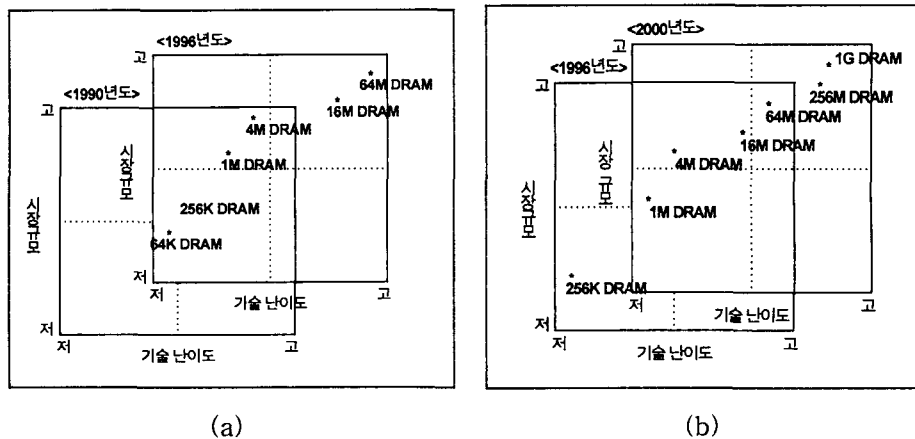 <1996년도>
고
64M DRAM
<1990년도>
16M DRAM
고
4M DRAM
시장규모
1M DRAM
256K DRAM
시장규모
64K DRAM
저
저
기술 난이도
고
저
저
기술 난이도
고
(a)
<2000년도>
고
1G DRAM
<1996년도>
고
256M DRAM
64M DRAM
16M DRAM
시장 규모
4M DRAM
시장규모
1M DRAM
256K DRAM
저
저
기술 난이도
고
저
저
기술 난이도
고
(b)